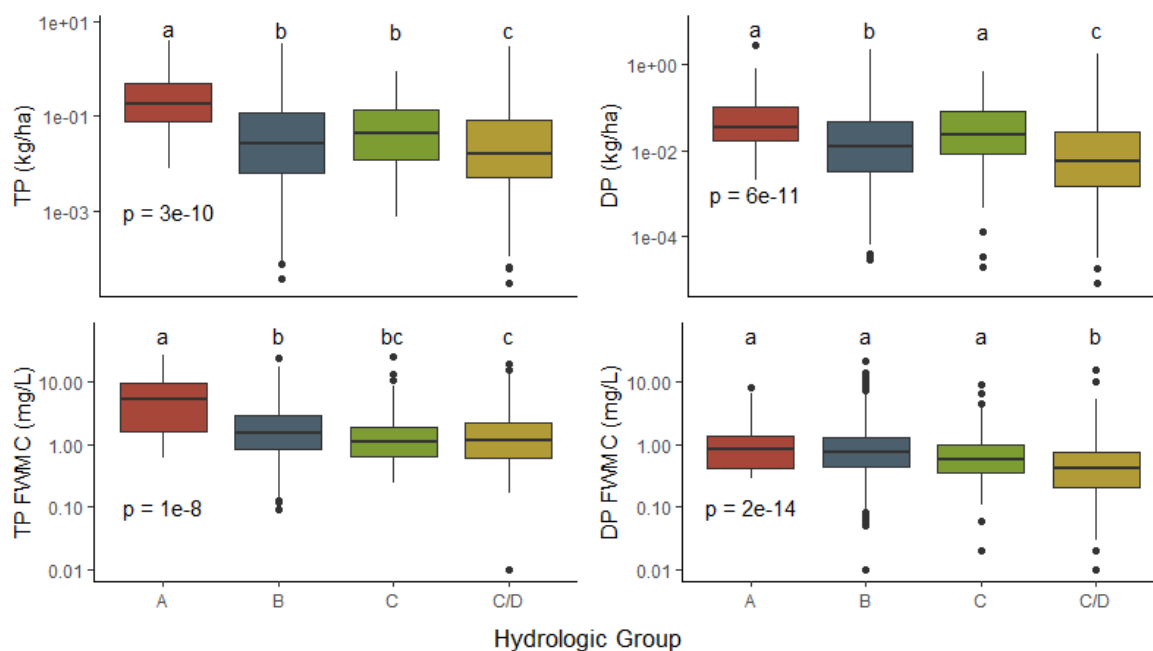 a b b c
1e+01
1e-01
1e-03
TP (kg/ha)
p = 3e-10
a b a c
1e+00
1e-02
1e-04
DP (kg/ha)
p = 6e-11
a b bc c
10.00
1.00
0.10
0.01
TP FWMC (mg/L)
p = 1e-8
A B C C/D
a a a b
10.00
1.00
0.10
0.01
DP FWMC (mg/L)
p = 2e-14
A B C C/D
Hydrologic Group